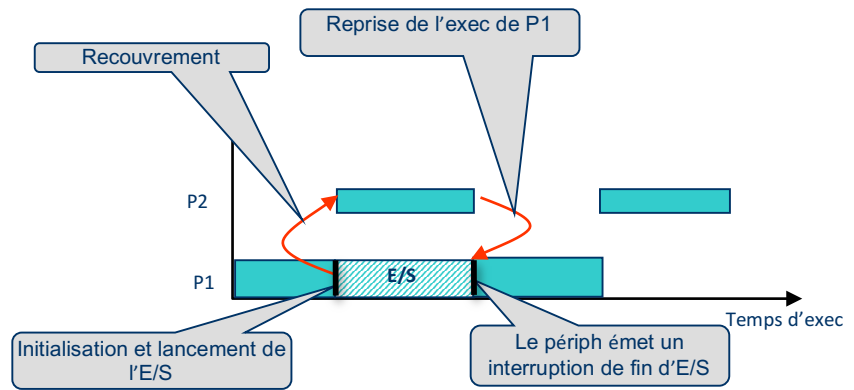 Reprise de l'exec de P1
Recouvrement
P2
P1
E/S
Temps d'exec
Initialisation et lancement de
l'E/S
Le périph émet un
interruption de fin d'E/S